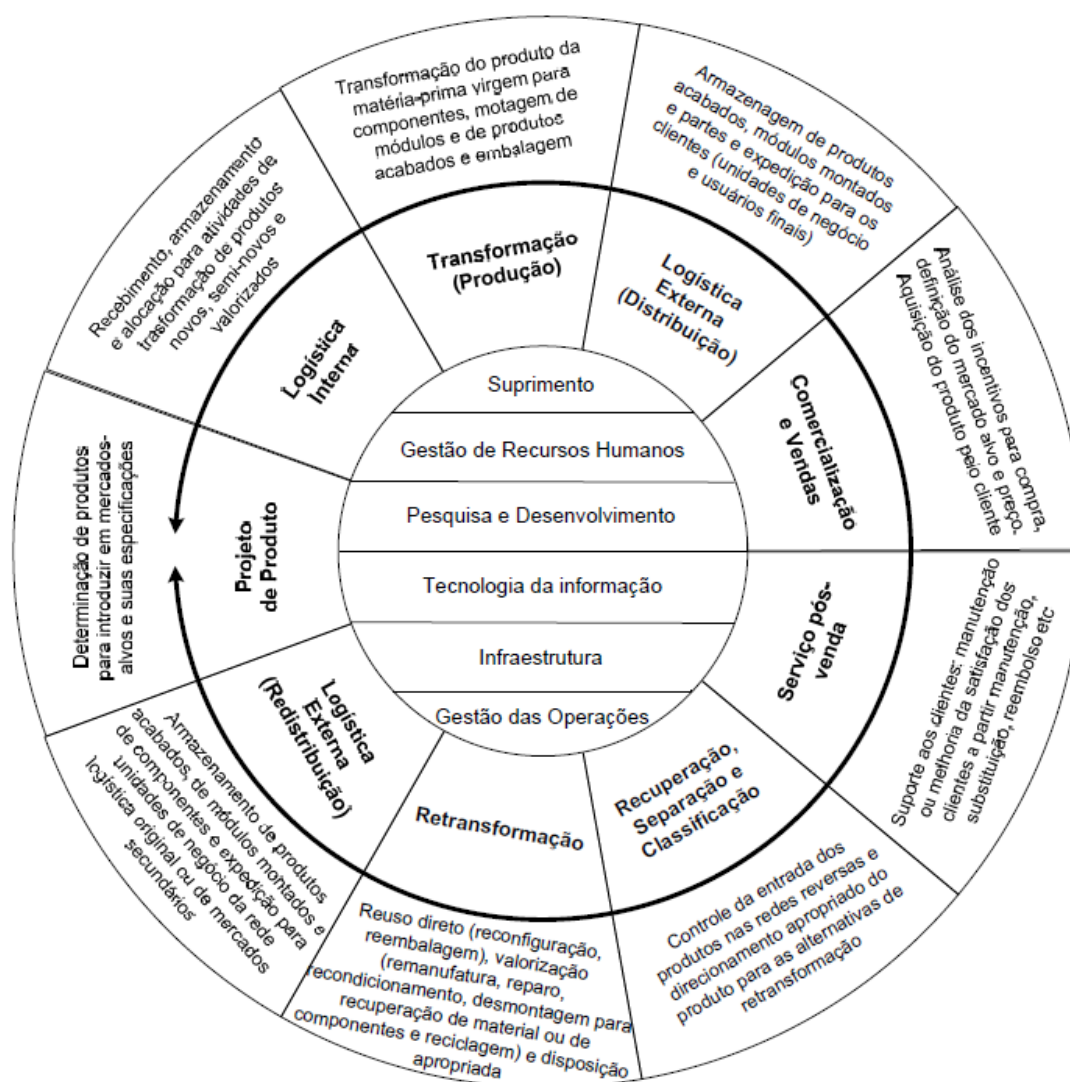 Transformação do produto da
matéria-prima virgem para
componentes, motagem de
módulos e de produtos
acabados e embalagem
Armazenagem de produtos
acabados, módulos montados
e partes e expedição para os
clientes (unidades de negócio
e usuários finais)
Análise dos incentivos para compra,
definição do mercado alvo e preço.
Aquisição do produto pelo cliente
Suporte aos clientes: manutenção
ou melhoria da satisfação dos
clientes a partir manutenção,
substituição, reembolso etc
Controle da entrada dos
produtos nas redes reversas e
direcionamento apropriado do
produto para as alternativas de
retransformação
Reuso direto (reconfiguração,
reembalagem), valorização
(remanufatura, reparo,
recondicionamento, desmontagem para
recuperação de material ou de
componentes e reciclagem) e disposição
apropriada
Armazenamento de produtos
acabados, de módulos montados e
de componentes e expedição para
unidades de negócio da rede
logística original ou de mercados
secundários
Determinação de produtos
para introduzir em mercados-
alvos e suas especificações
Recebimento, armazenamento
e alocação para atividades de
trasformação de produtos
novos, semi-novos e
valorizados
Transformação
(Produção)
Logística
Externa
(Distribuição)
Comercialização
e Vendas
Serviço pós-
venda
Recuperação,
Separação e
Classificação
Retransformação
Logística
Externa
(Redistribuição)
Projeto
de Produto
Logística
Interna
Suprimento
Gestão de Recursos Humanos
Pesquisa e Desenvolvimento
Tecnologia da informação
Infraestrutura
Gestão das Operações